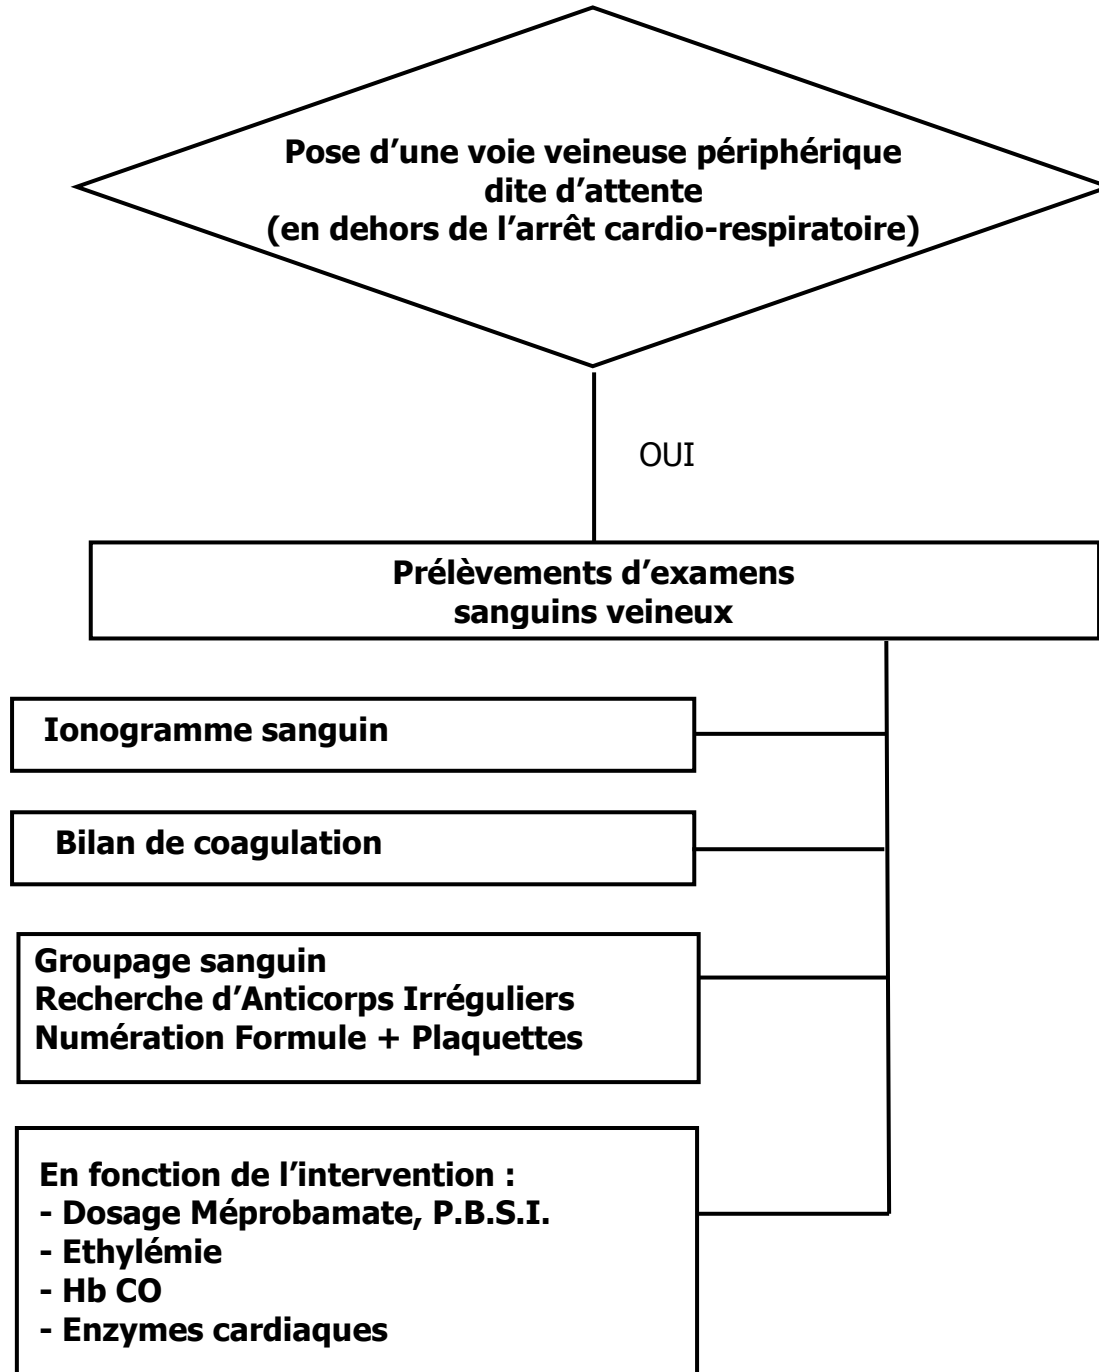 Pose d'une voie veineuse périphérique
dite d'attente
(en dehors de l'arrêt cardio-respiratoire)
OUI
Prélèvements d'examens
sanguins veineux
Ionogramme sanguin
Bilan de coagulation
Groupage sanguin
Recherche d'Anticorps Irréguliers
Numération Formule + Plaquettes
En fonction de l'intervention :
- Dosage Méprobamate, P.B.S.I.
- Ethylémie
- Hb CO
- Enzymes cardiaques